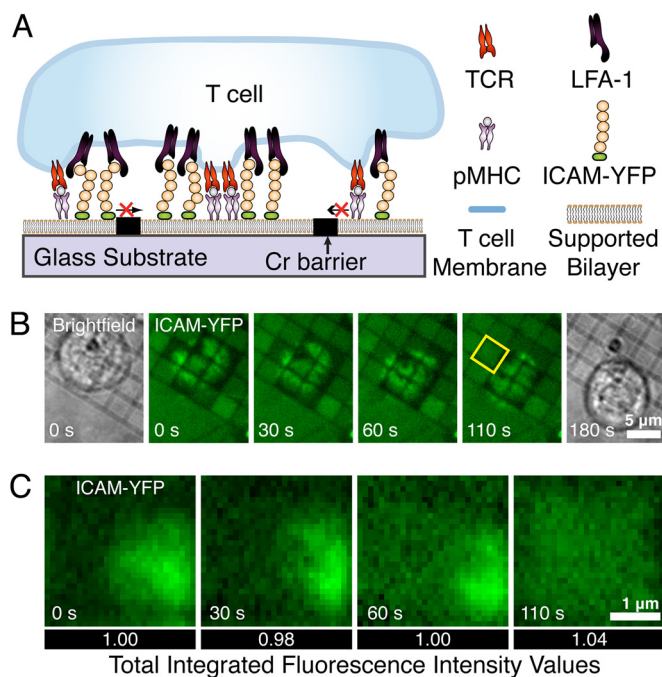 A
T cell
Glass Substrate
Cr barrier
TCR
LFA-1
pMHC
ICAM-YFP
T cell
Membrane
Supported
Bilayer
B
Brightfield
ICAM-YFP
0 s
0 s
30 s
60 s
110 s
180 s
5 µm
C
ICAM-YFP
0 s
30 s
60 s
110 s
1 µm
1.00
0.98
1.00
1.04
Total Integrated Fluorescence Intensity Values